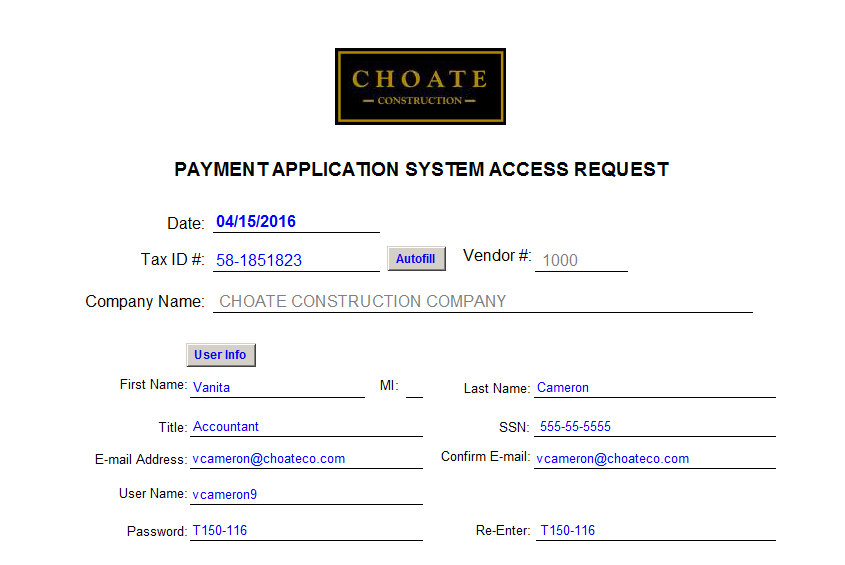 CHOATE
CONSTRUCTION
PAYMENT APPLICATION SYSTEM ACCESS REQUEST
Date: 04/15/2016
Tax ID #: 58-1851823 Autofill Vendor #: 1000
Company Name: CHOATE CONSTRUCTION COMPANY
User Info
First Name: Vanita MI: Last Name: Cameron
Title: Accountant SSN: 555-55-5555
E-mail Address: vcameron@choateco.com Confirm E-mail: vcameron@choateco.com
User Name: vcameron9
Password: T150-116 Re-Enter: T150-116